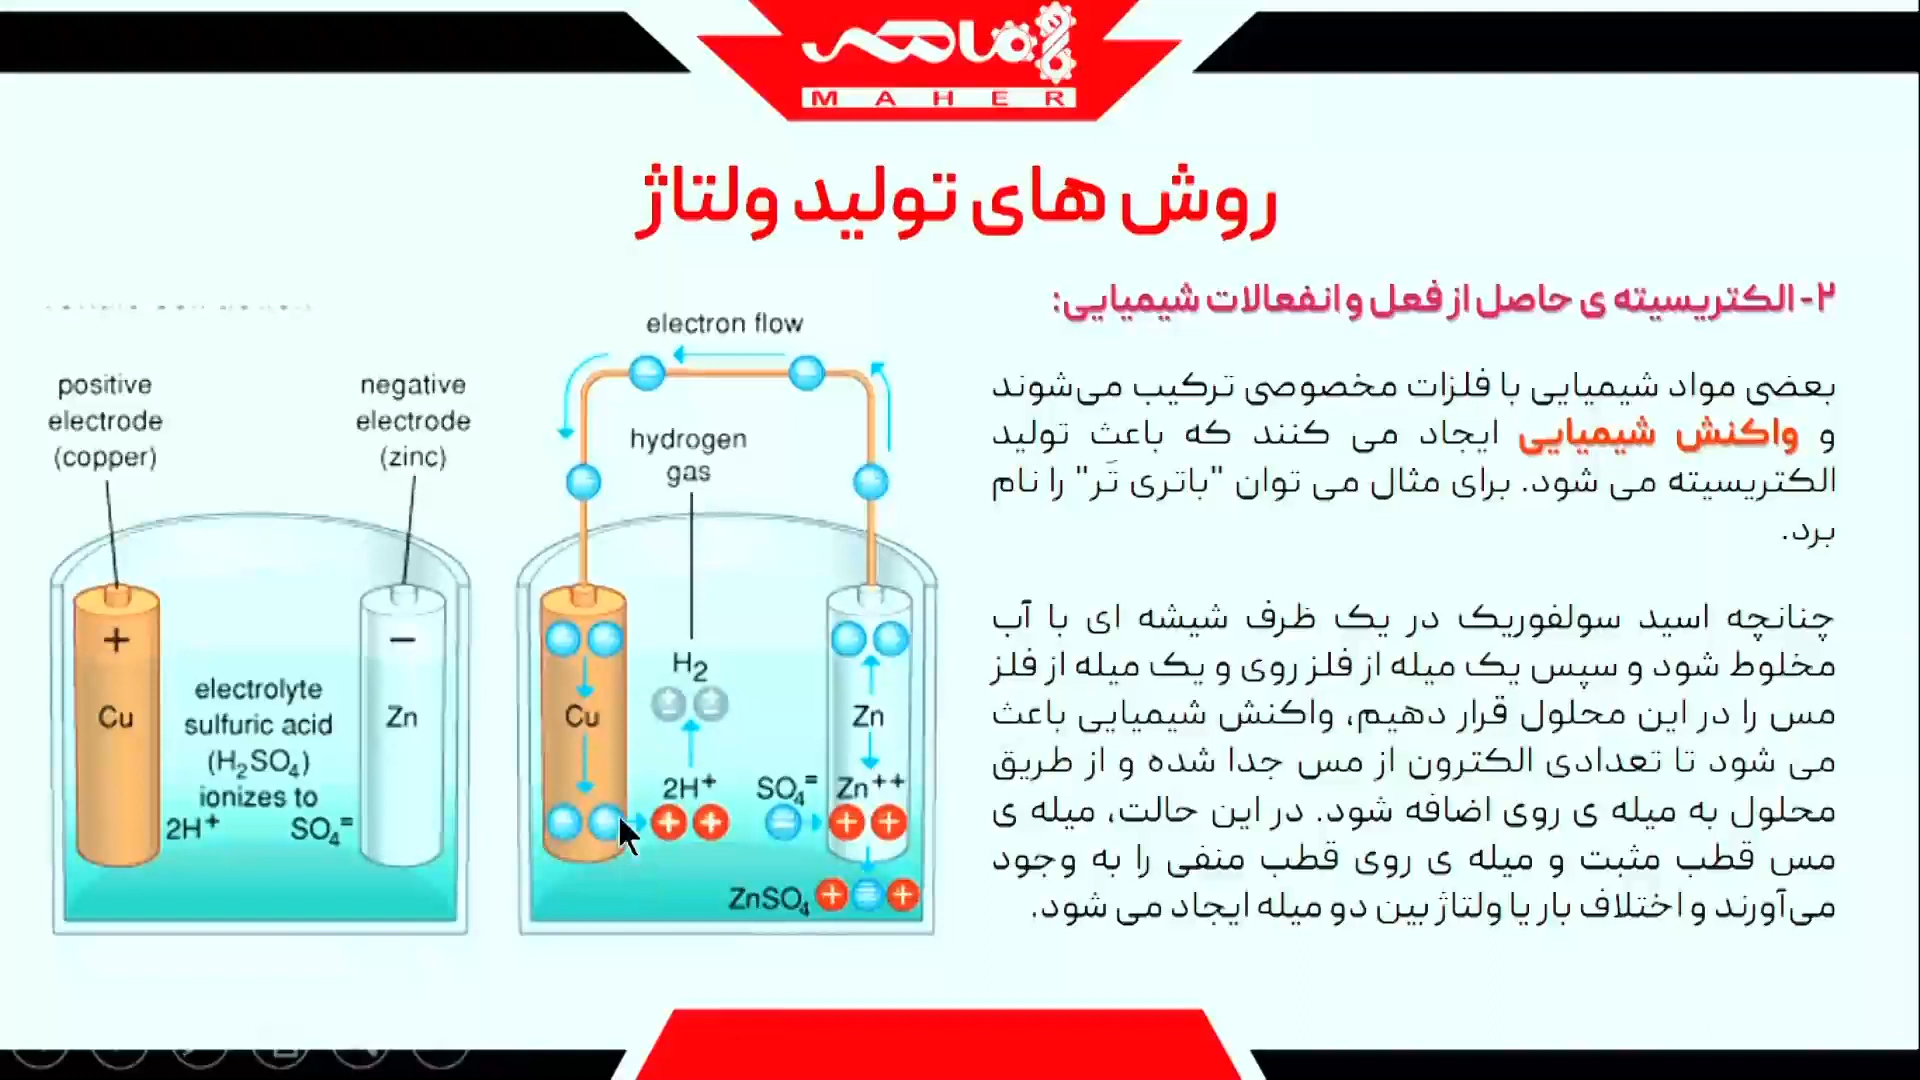 ماهر
MAHER
روش های تولید ولتاژ
۲- الکتریسیته ی حاصل از فعل و انفعالات شیمیایی:
بعضی مواد شیمیایی با فلزات مخصوصی ترکیب می‌شوند
و واکنش شیمیایی ایجاد می کنند که باعث تولید
الکتریسیته می شود. برای مثال می توان "باتری تَر" را نام
برد.
چنانچه اسید سولفوریک در یک ظرف شیشه ای با آب
مخلوط شود و سپس یک میله از فلز روی و یک میله از فلز
مس را در این محلول قرار دهیم، واکنش شیمیایی باعث
می شود تا تعدادی الکترون از مس جدا شده و از طریق
محلول به میله ی روی اضافه شود. در این حالت، میله ی
مس قطب مثبت و میله ی روی قطب منفی را به وجود
می‌آورند و اختلاف بار یا ولتاژ بین دو میله ایجاد می شود.
positive
electrode
(copper)
negative
electrode
(zinc)
+
−
Cu
Zn
electrolyte
sulfuric acid
(H₂SO₄)
ionizes to
2H⁺ SO₄⁼
electron flow
hydrogen
gas
H₂
Cu
Zn
2H⁺ SO₄⁼ Zn⁺⁺
ZnSO₄